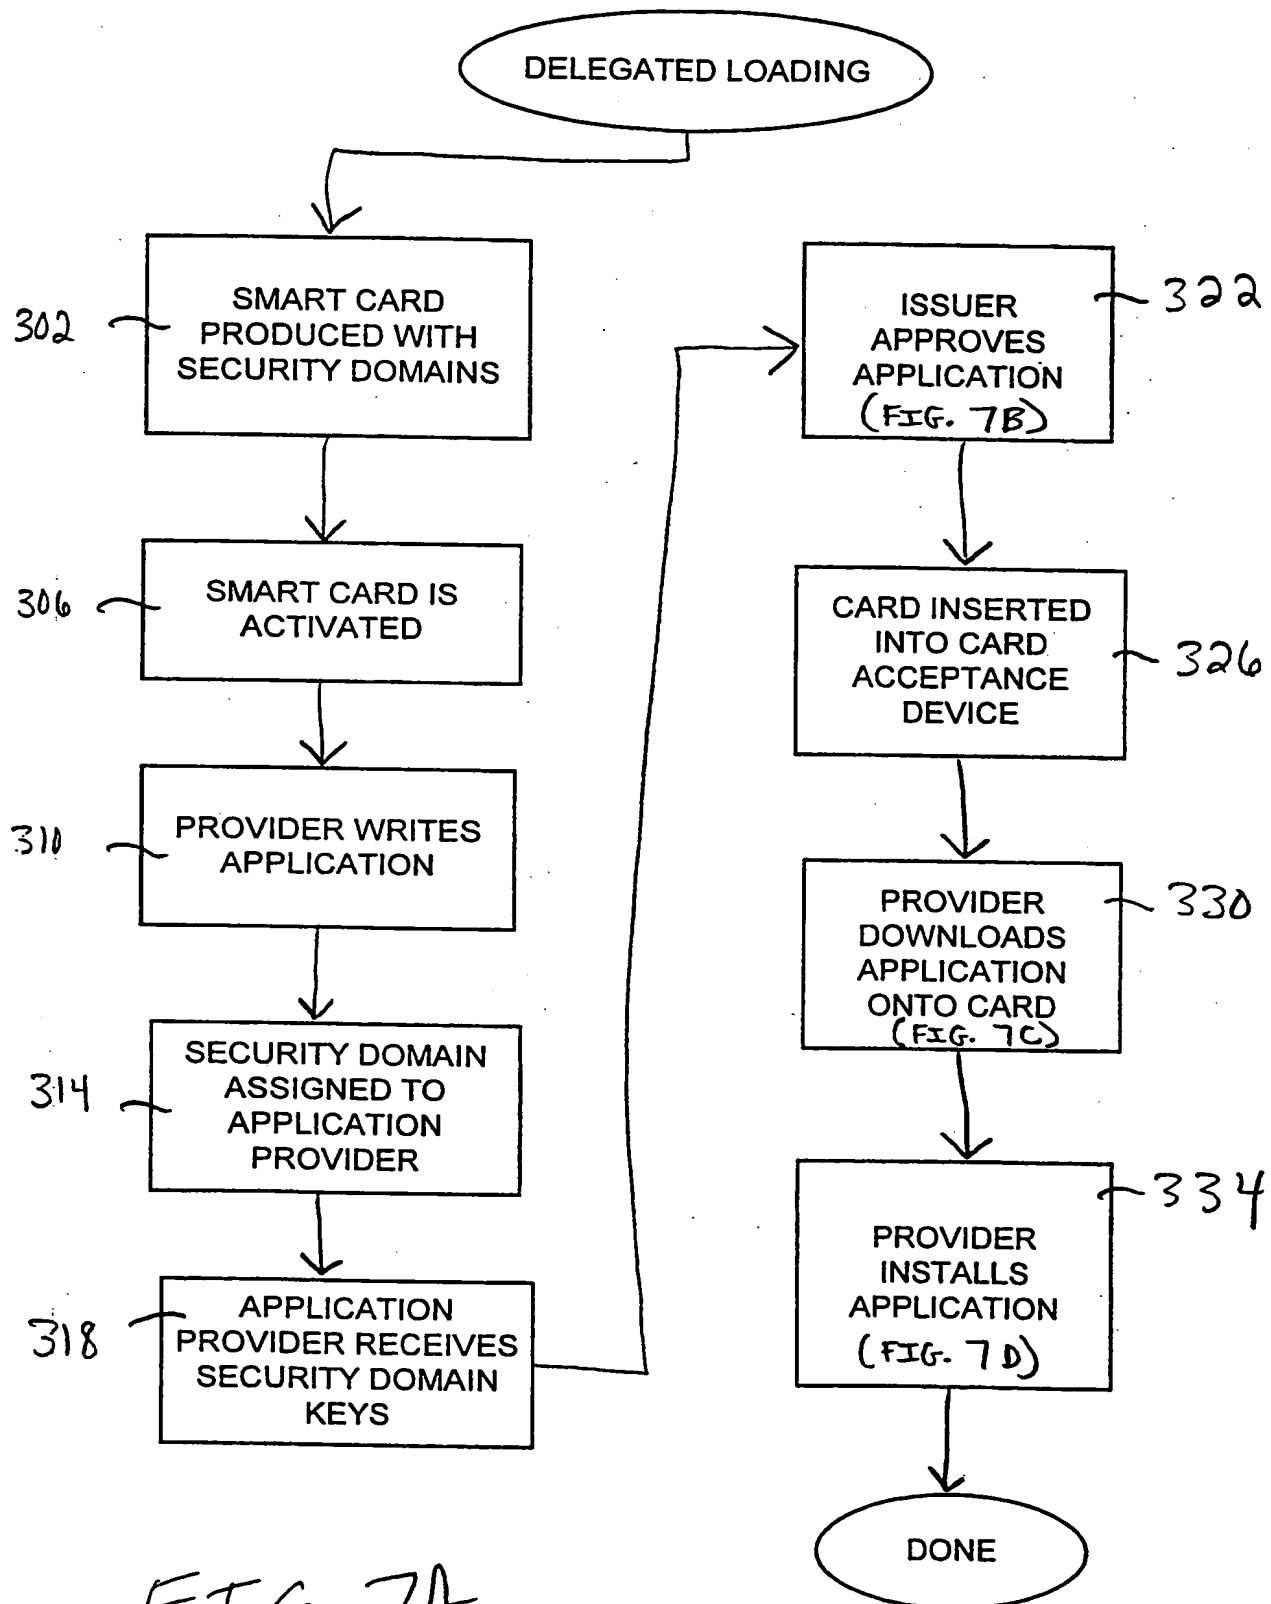 DELEGATED LOADING
302
SMART CARD
PRODUCED WITH
SECURITY DOMAINS
306
SMART CARD IS
ACTIVATED
310
PROVIDER WRITES
APPLICATION
314
SECURITY DOMAIN
ASSIGNED TO
APPLICATION
PROVIDER
318
APPLICATION
PROVIDER RECEIVES
SECURITY DOMAIN
KEYS
322
ISSUER
APPROVES
APPLICATION
(FIG. 7B)
326
CARD INSERTED
INTO CARD
ACCEPTANCE
DEVICE
330
PROVIDER
DOWNLOADS
APPLICATION
ONTO CARD
(FIG. 7C)
334
PROVIDER
INSTALLS
APPLICATION
(FIG. 7D)
DONE
FIG. 7A